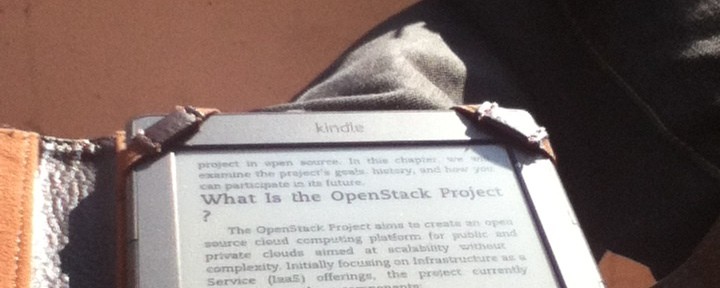 kindle
project in open source. In this chapter, we will
examine the project's goals, history, and how you
can participate in its future.
What Is the OpenStack Project
?
The OpenStack Project aims to create an open
source cloud computing platform for public and
private clouds aimed at scalability without
complexity. Initially focusing on Infrastructure as a
Service (IaaS) offerings, the project currently
components: